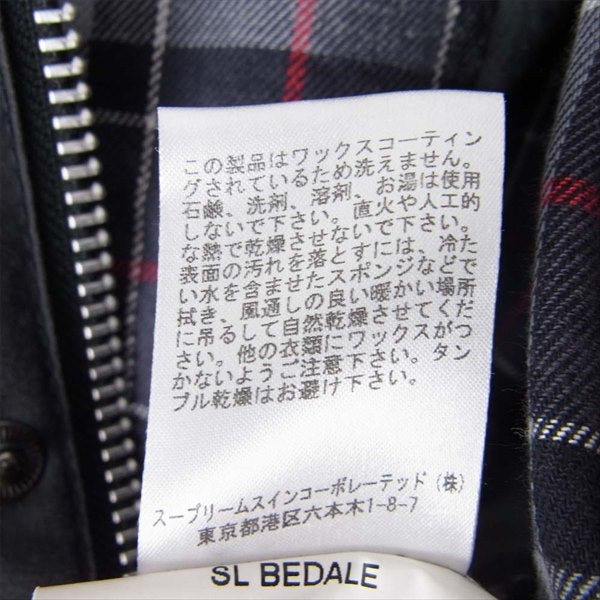 この製品はワックスコーティン
グされているため洗えません。
石鹸、洗剤、溶剤、お湯は使用
しないで下さい。直火や人工的
な熱で乾燥させないで下さい。
表面の汚れを落とすには、冷た
い水を含ませたスポンジなどで
拭き、風通しの良い暖かい場所
に吊るして自然乾燥させてくだ
さい。他の衣類にワックスがつ
かないようご注意下さい。タン
ブル乾燥はお避け下さい。
スープリームスインコーポレーテッド（株）
東京都港区六本木1-8-7
SL BEDALE